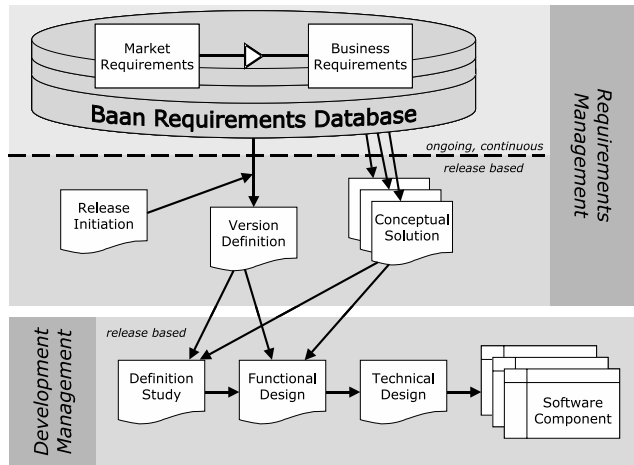 Market
Requirements
Business
Requirements
Baan Requirements Database
ongoing, continuous
release based
Requirements
Management
Release
Initiation
Version
Definition
Conceptual
Solution
Development
Management
release based
Definition
Study
Functional
Design
Technical
Design
Software
Component